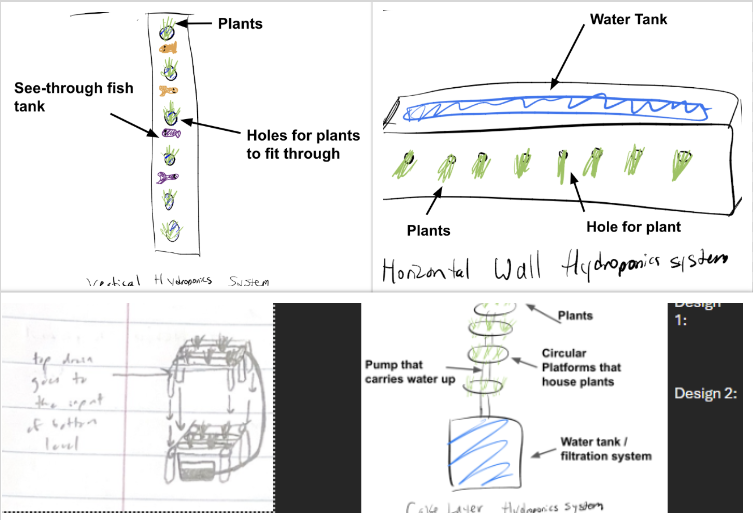 Plants
See-through fish
tank
Holes for plants
to fit through
Vertical Hydroponics System
Water Tank
Plants
Hole for plant
Horizontal Wall Hydroponics system
top down
goes to
the input
of bottom
level
Plants
Circular
Platforms that
house plants
Pump that
carries water up
Water tank /
filtration system
Cake Layer Hydroponics system
Design
1:
Design 2: